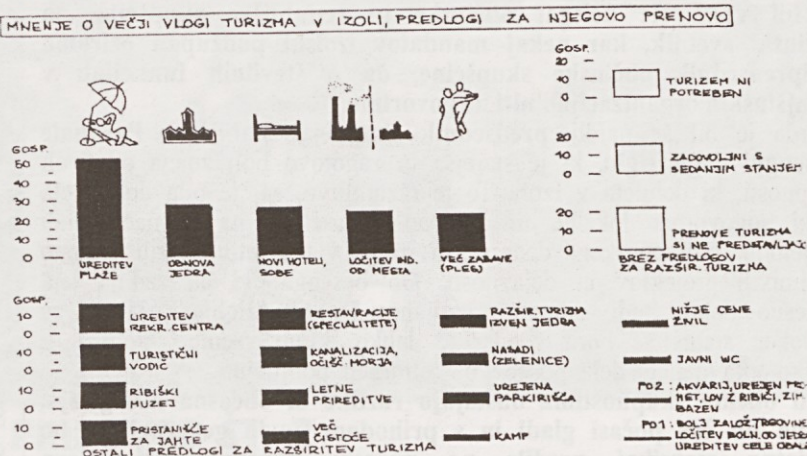 MNENJE O VEČJI VLOGI TURIZMA V IZOLI, PREDLOGI ZA NJEGOVO PRENOVO
GOSP.
50
40
30
20
10
0
UREDITEV
PLAŽE
OBNOVA
JEDRA
NOVI HOTELI,
SOBE
LOČITEV IND.
OD MESTA
VEČ ZABAVE
(PLES)
GOSP.
40
20
0
TURIZEM NI
POTREBEN
20
10
0
ZADOVOLJNI S
SEDANJIM STANJEM
20
10
0
PRENOVE TURIZMA
SI NE PREDSTAVLJAJO
BREZ PREDLOGOV
ZA RAZŠIR. TURIZMA
GOSP.
10
0
UREDITEV
REKR. CENTRA
RESTAVRACIJE
(SPECIALITETE)
RAZŠIR. TURIZMA
IZVEN JEDRA
NIŽJE CENE
ŽIVIL
10
0
TURISTIČNI
VODIČ
KANALIZACIJA,
OČIŠČ. MORJA
NASADI
(ZELENICE)
JAVNI WC
10
0
RIBIŠKI
MUZEJ
LETNE
PRIREDITVE
UREJENA
PARKIRIŠČA
PO2: AKVARIJ, UREJEN PRO-
MET, LOV Z RIBIČI, ZIM.
BAZEN
10
0
PRISTANIŠČE
ZA JAHTE
VEČ
ČISTOČE
KAMP
PO1: BOLJ ZALOŽ. TRGOVINE
LOČITEV BOLN. OD JEDRA
UREDITEV CELE OBALE
OSTALI PREDLOGI ZA RAZŠIRITEV TURIZMA